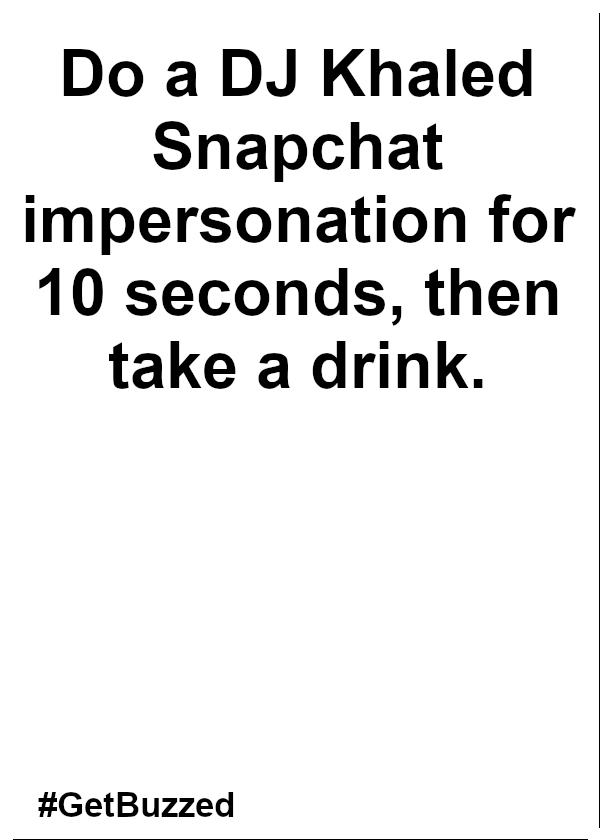 Do a DJ Khaled
Snapchat
impersonation for
10 seconds, then
take a drink.
#GetBuzzed